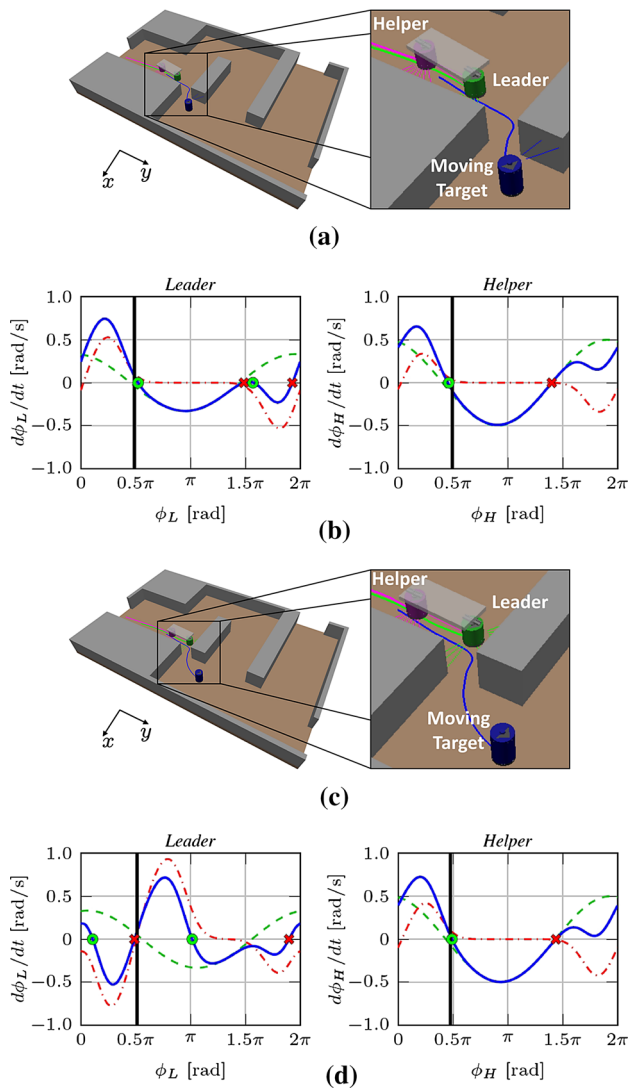 Helper
Leader
Moving
Target
x y
(a)
Leader Helper
1.0 1.0
0.5 0.5
0 0
−0.5 −0.5
−1.0 −1.0
dϕ_L/dt [rad/s] dϕ_H/dt [rad/s]
0 0.5π π 1.5π 2π 0 0.5π π 1.5π 2π
ϕ_L [rad] ϕ_H [rad]
(b)
Helper
Leader
Moving
Target
x y
(c)
Leader Helper
1.0 1.0
0.5 0.5
0 0
−0.5 −0.5
−1.0 −1.0
dϕ_L/dt [rad/s] dϕ_H/dt [rad/s]
0 0.5π π 1.5π 2π 0 0.5π π 1.5π 2π
ϕ_L [rad] ϕ_H [rad]
(d)